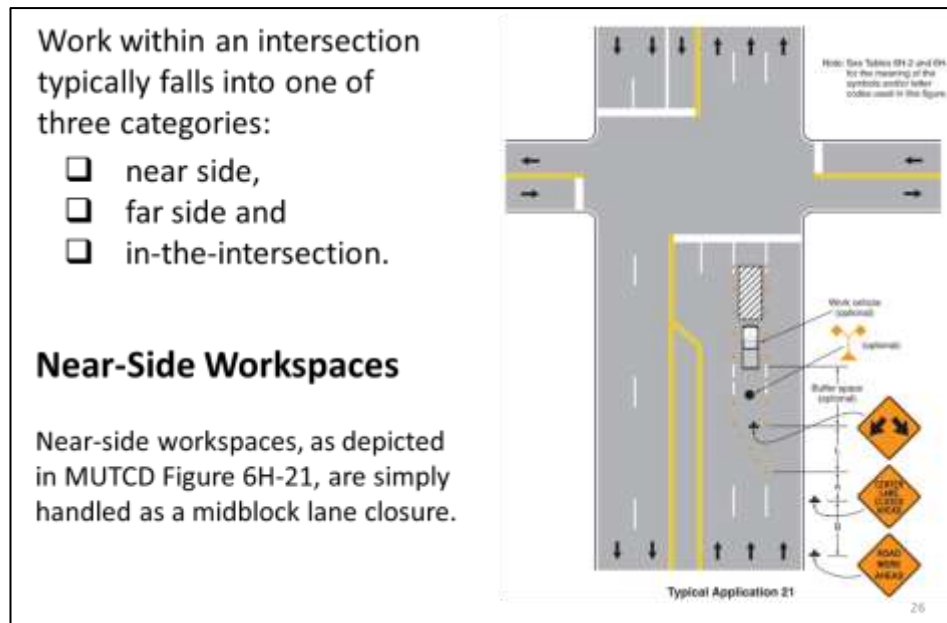 Work within an intersection
typically falls into one of
three categories:
❑ near side,
❑ far side and
❑ in-the-intersection.
Near-Side Workspaces
Near-side workspaces, as depicted
in MUTCD Figure 6H-21, are simply
handled as a midblock lane closure.
Note: See Tables 6H-2 and 6H-
for the meaning of the
symbols and/or letter
codes used in this figure.
Work vehicle
(optional)
(optional)
Buffer space
(optional)
L
A
B
CENTER
LANE
CLOSED
AHEAD
ROAD
WORK
AHEAD
Typical Application 21
26